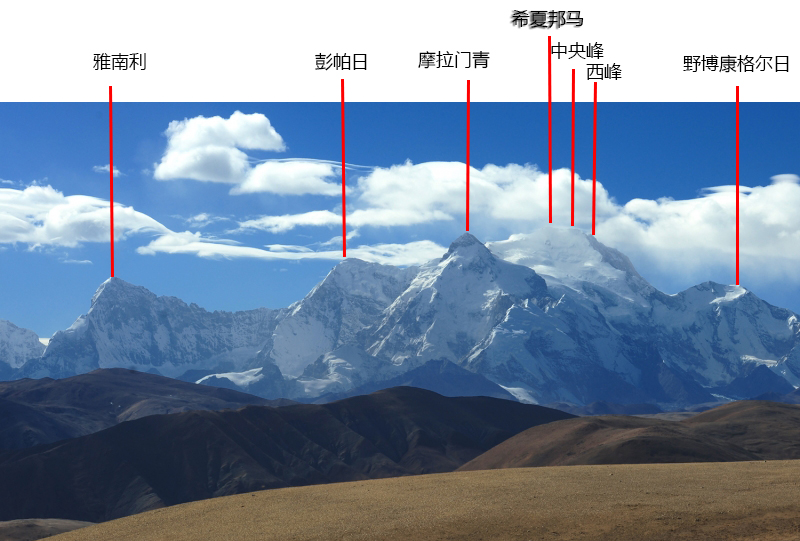 希夏邦马
中央峰
雅南利
彭帕日
摩拉门青
西峰
野博康格尔日